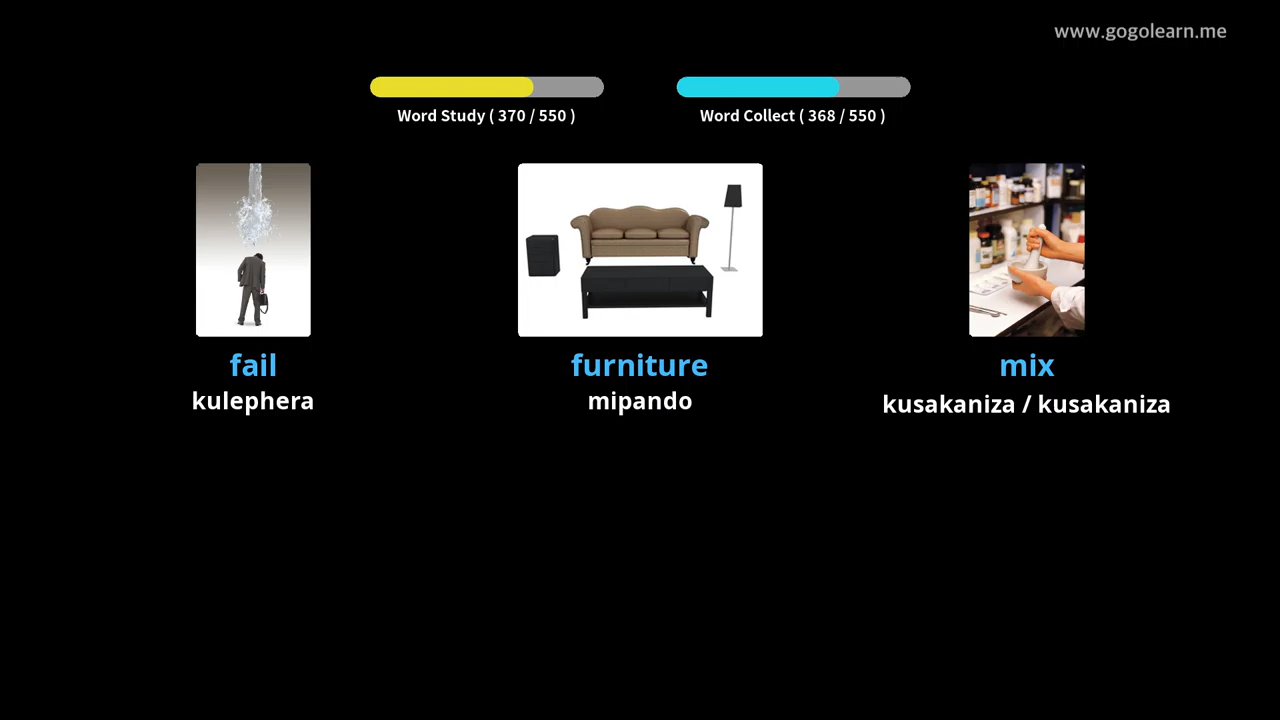 www.gogolearn.me
Word Study ( 370 / 550 )
Word Collect ( 368 / 550 )
fail
kulephera
furniture
mipando
mix
kusakaniza / kusakaniza